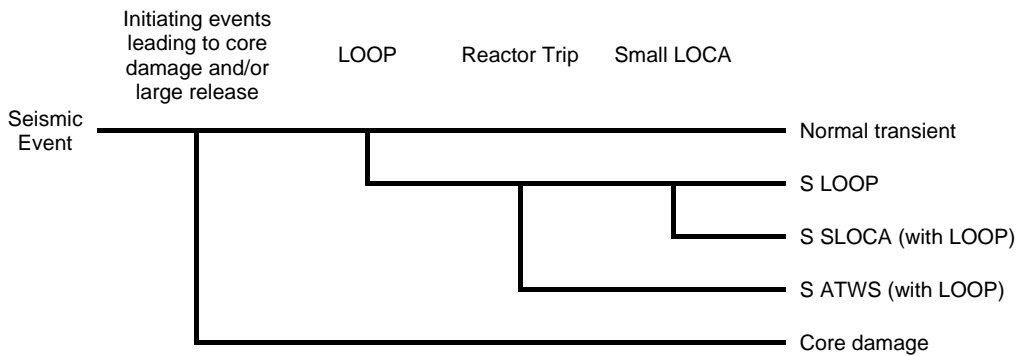 Initiating events
leading to core
damage and/or
large release
LOOP
Reactor Trip
Small LOCA
Seismic
Event
Normal transient
S LOOP
S SLOCA (with LOOP)
S ATWS (with LOOP)
Core damage